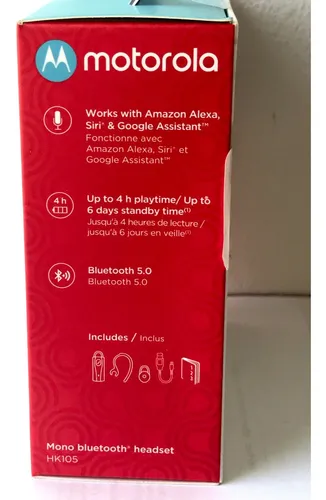 motorola
Works with Amazon Alexa,
Siri® & Google Assistant™
Fonctionne avec
Amazon Alexa, Siri® et
Google Assistant™
4 h
Up to 4 h playtime/ Up to
6 days standby time(1)
Jusqu'à 4 heures de lecture /
jusqu'à 6 jours en veille(1)
Bluetooth 5.0
Bluetooth 5.0
Includes / Inclus
Mono bluetooth® headset
HK105